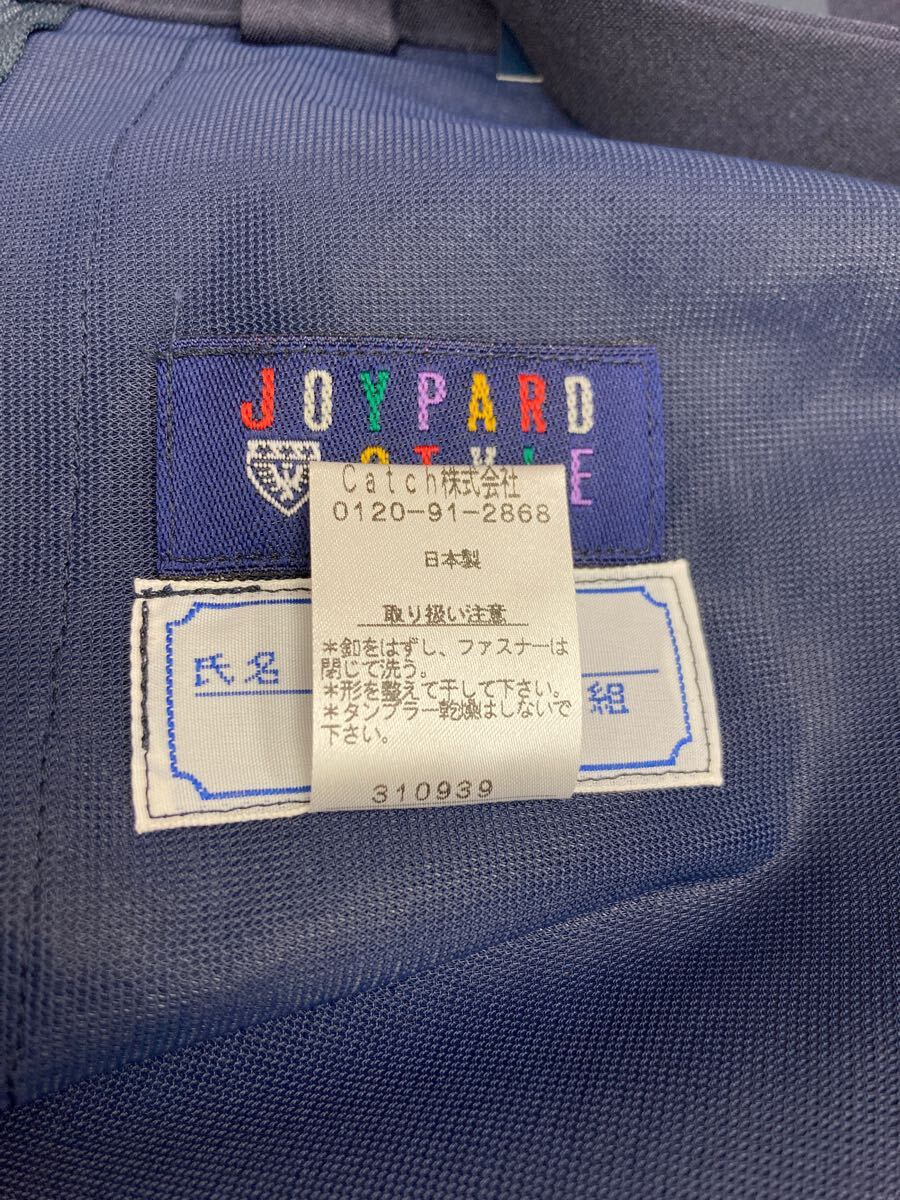 JOYPARD
STYLE
Catch株式会社
0120-91-2868
日本製
取り扱い注意
*釦をはずし、ファスナーは
閉じて洗う。
*形を整えて干して下さい。
*タンブラー乾燥はしないで
下さい。
310939
氏名
組